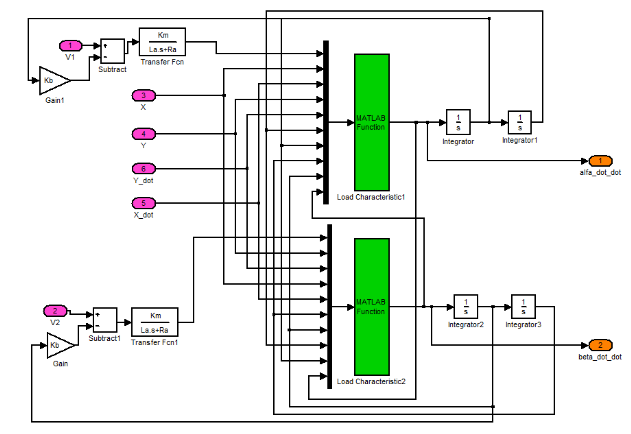 1
V1
+
-
Subtract
Km
La.s+Ra
Transfer Fcn
Kb
Gain1
3
X
4
Y
6
Y_dot
5
X_dot
MATLAB
Function
Load Characteristic1
1
s
Integrator
1
s
Integrator1
1
alfa_dot_dot
2
V2
+
-
Subtract1
Km
La.s+Ra
Transfer Fcn1
Kb
Gain
MATLAB
Function
Load Characteristic2
1
s
Integrator2
1
s
Integrator3
2
beta_dot_dot